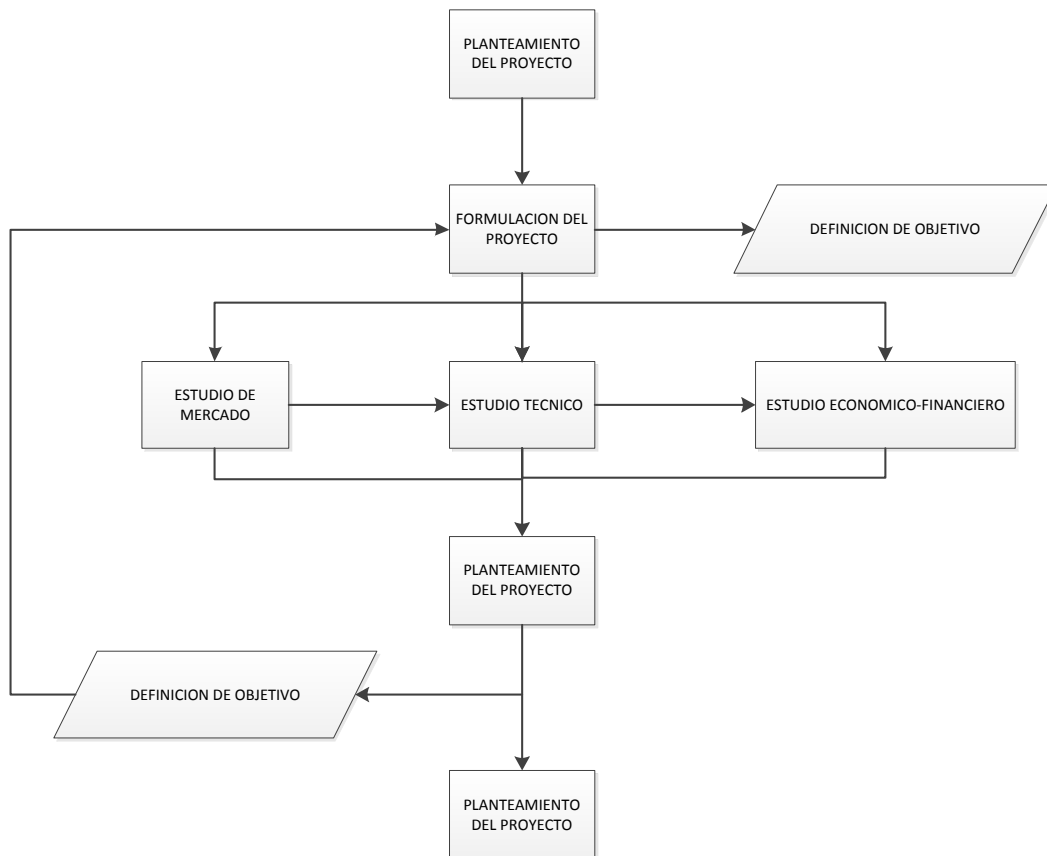 PLANTEAMIENTO
DEL PROYECTO
FORMULACION DEL
PROYECTO
DEFINICION DE OBJETIVO
ESTUDIO DE
MERCADO
ESTUDIO TECNICO
ESTUDIO ECONOMICO-FINANCIERO
PLANTEAMIENTO
DEL PROYECTO
DEFINICION DE OBJETIVO
PLANTEAMIENTO
DEL PROYECTO